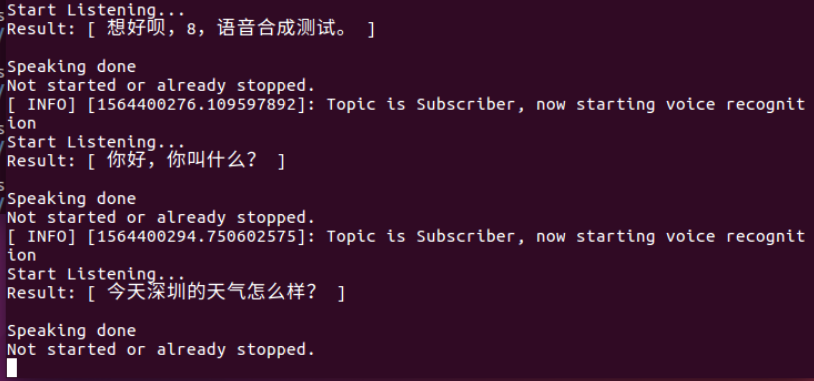 Start Listening...
Result: [ 想好呗，8，语音合成测试。 ]
Speaking done
Not started or already stopped.
[ INFO] [1564400276.109597892]: Topic is Subscriber, now starting voice recognit
ion
Start Listening...
Result: [ 你好，你叫什么？ ]
Speaking done
Not started or already stopped.
[ INFO] [1564400294.750602575]: Topic is Subscriber, now starting voice recognit
ion
Start Listening...
Result: [ 今天深圳的天气怎么样？ ]
Speaking done
Not started or already stopped.